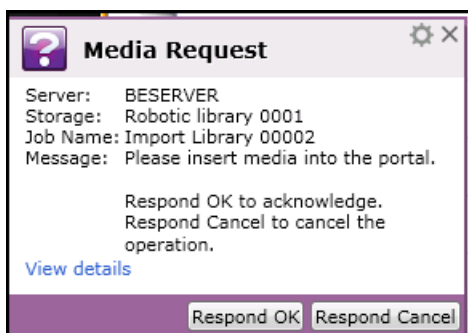 Media Request
Server: BESERVER
Storage: Robotic library 0001
Job Name: Import Library 00002
Message: Please insert media into the portal.
Respond OK to acknowledge.
Respond Cancel to cancel the
operation.
View details
Respond OK Respond Cancel